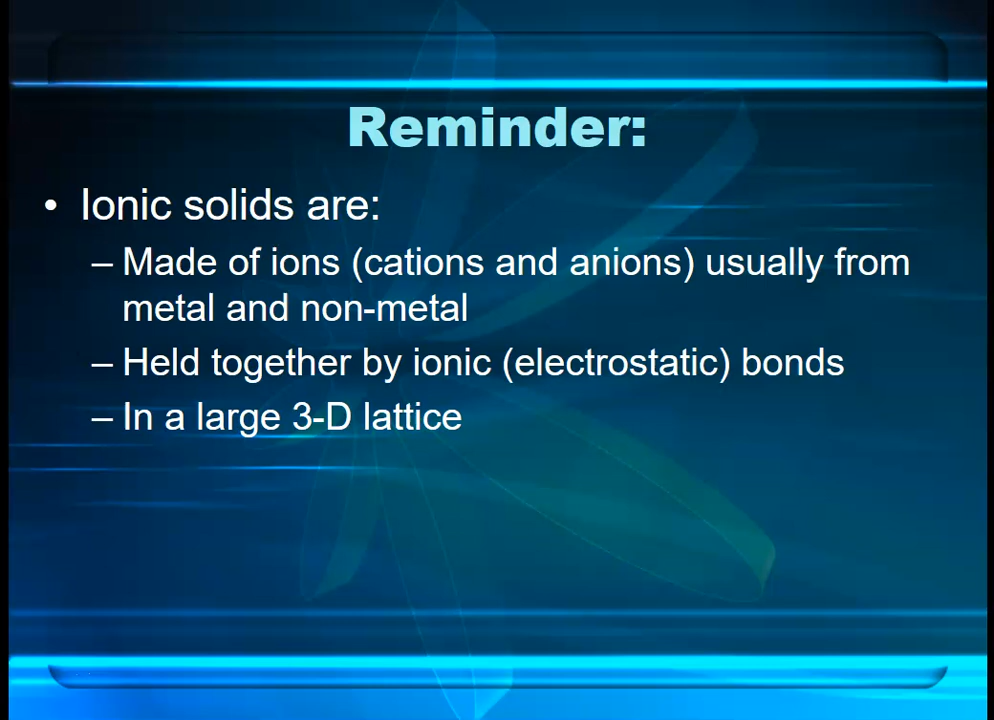 Reminder:
• Ionic solids are:
– Made of ions (cations and anions) usually from
metal and non-metal
– Held together by ionic (electrostatic) bonds
– In a large 3-D lattice